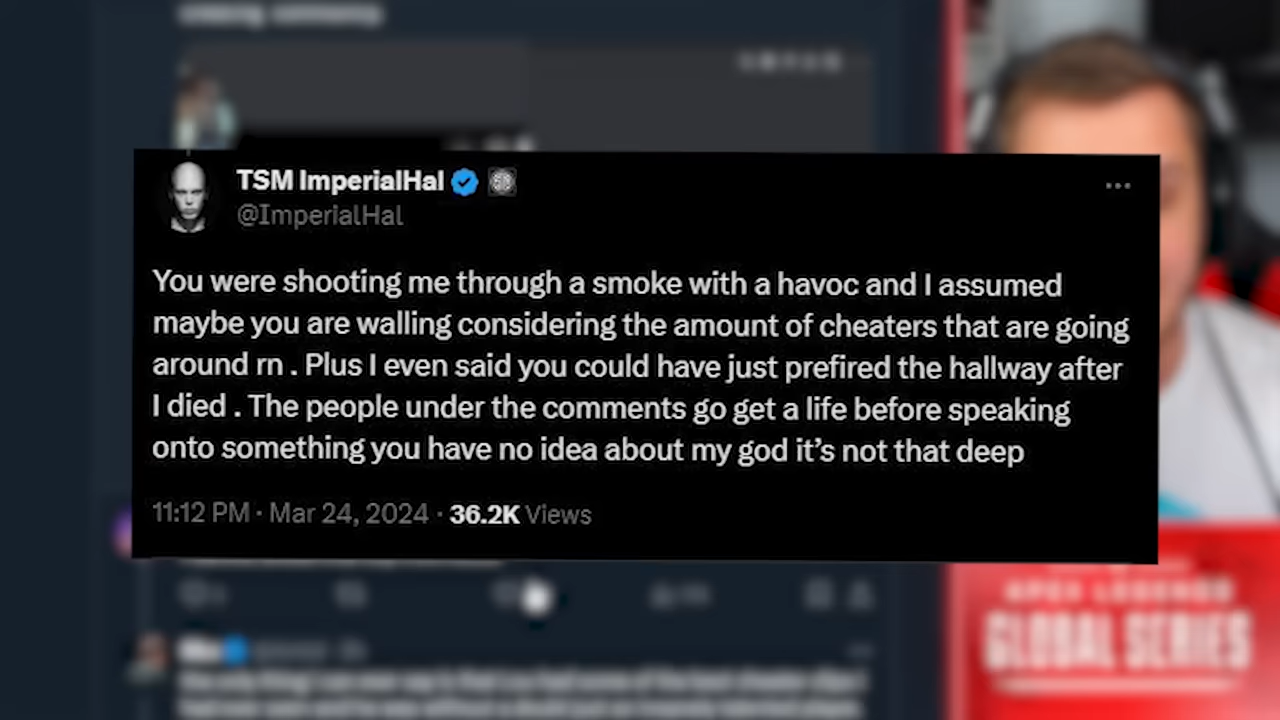 TSM ImperialHal
@ImperialHal
You were shooting me through a smoke with a havoc and I assumed
maybe you are walling considering the amount of cheaters that are going
around rn . Plus I even said you could have just prefired the hallway after
I died . The people under the comments go get a life before speaking
onto something you have no idea about my god it’s not that deep
11:12 PM · Mar 24, 2024 · 36.2K Views
APEX LEGENDS
GLOBAL SERIES